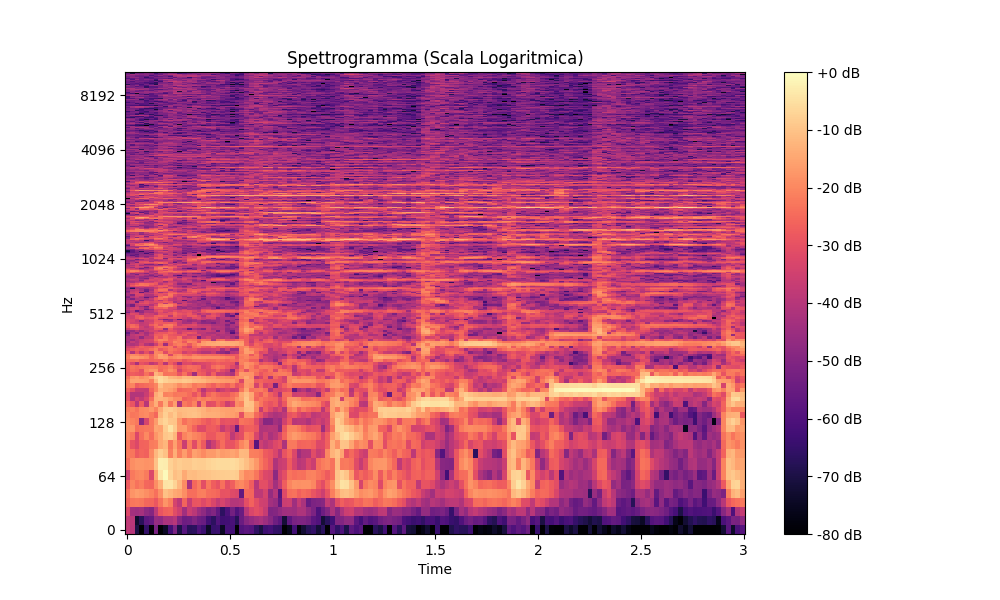 Spettrogramma (Scala Logaritmica)
Hz
8192
4096
2048
1024
512
256
128
64
0
0
0.5
1
1.5
2
2.5
3
Time
+0 dB
-10 dB
-20 dB
-30 dB
-40 dB
-50 dB
-60 dB
-70 dB
-80 dB